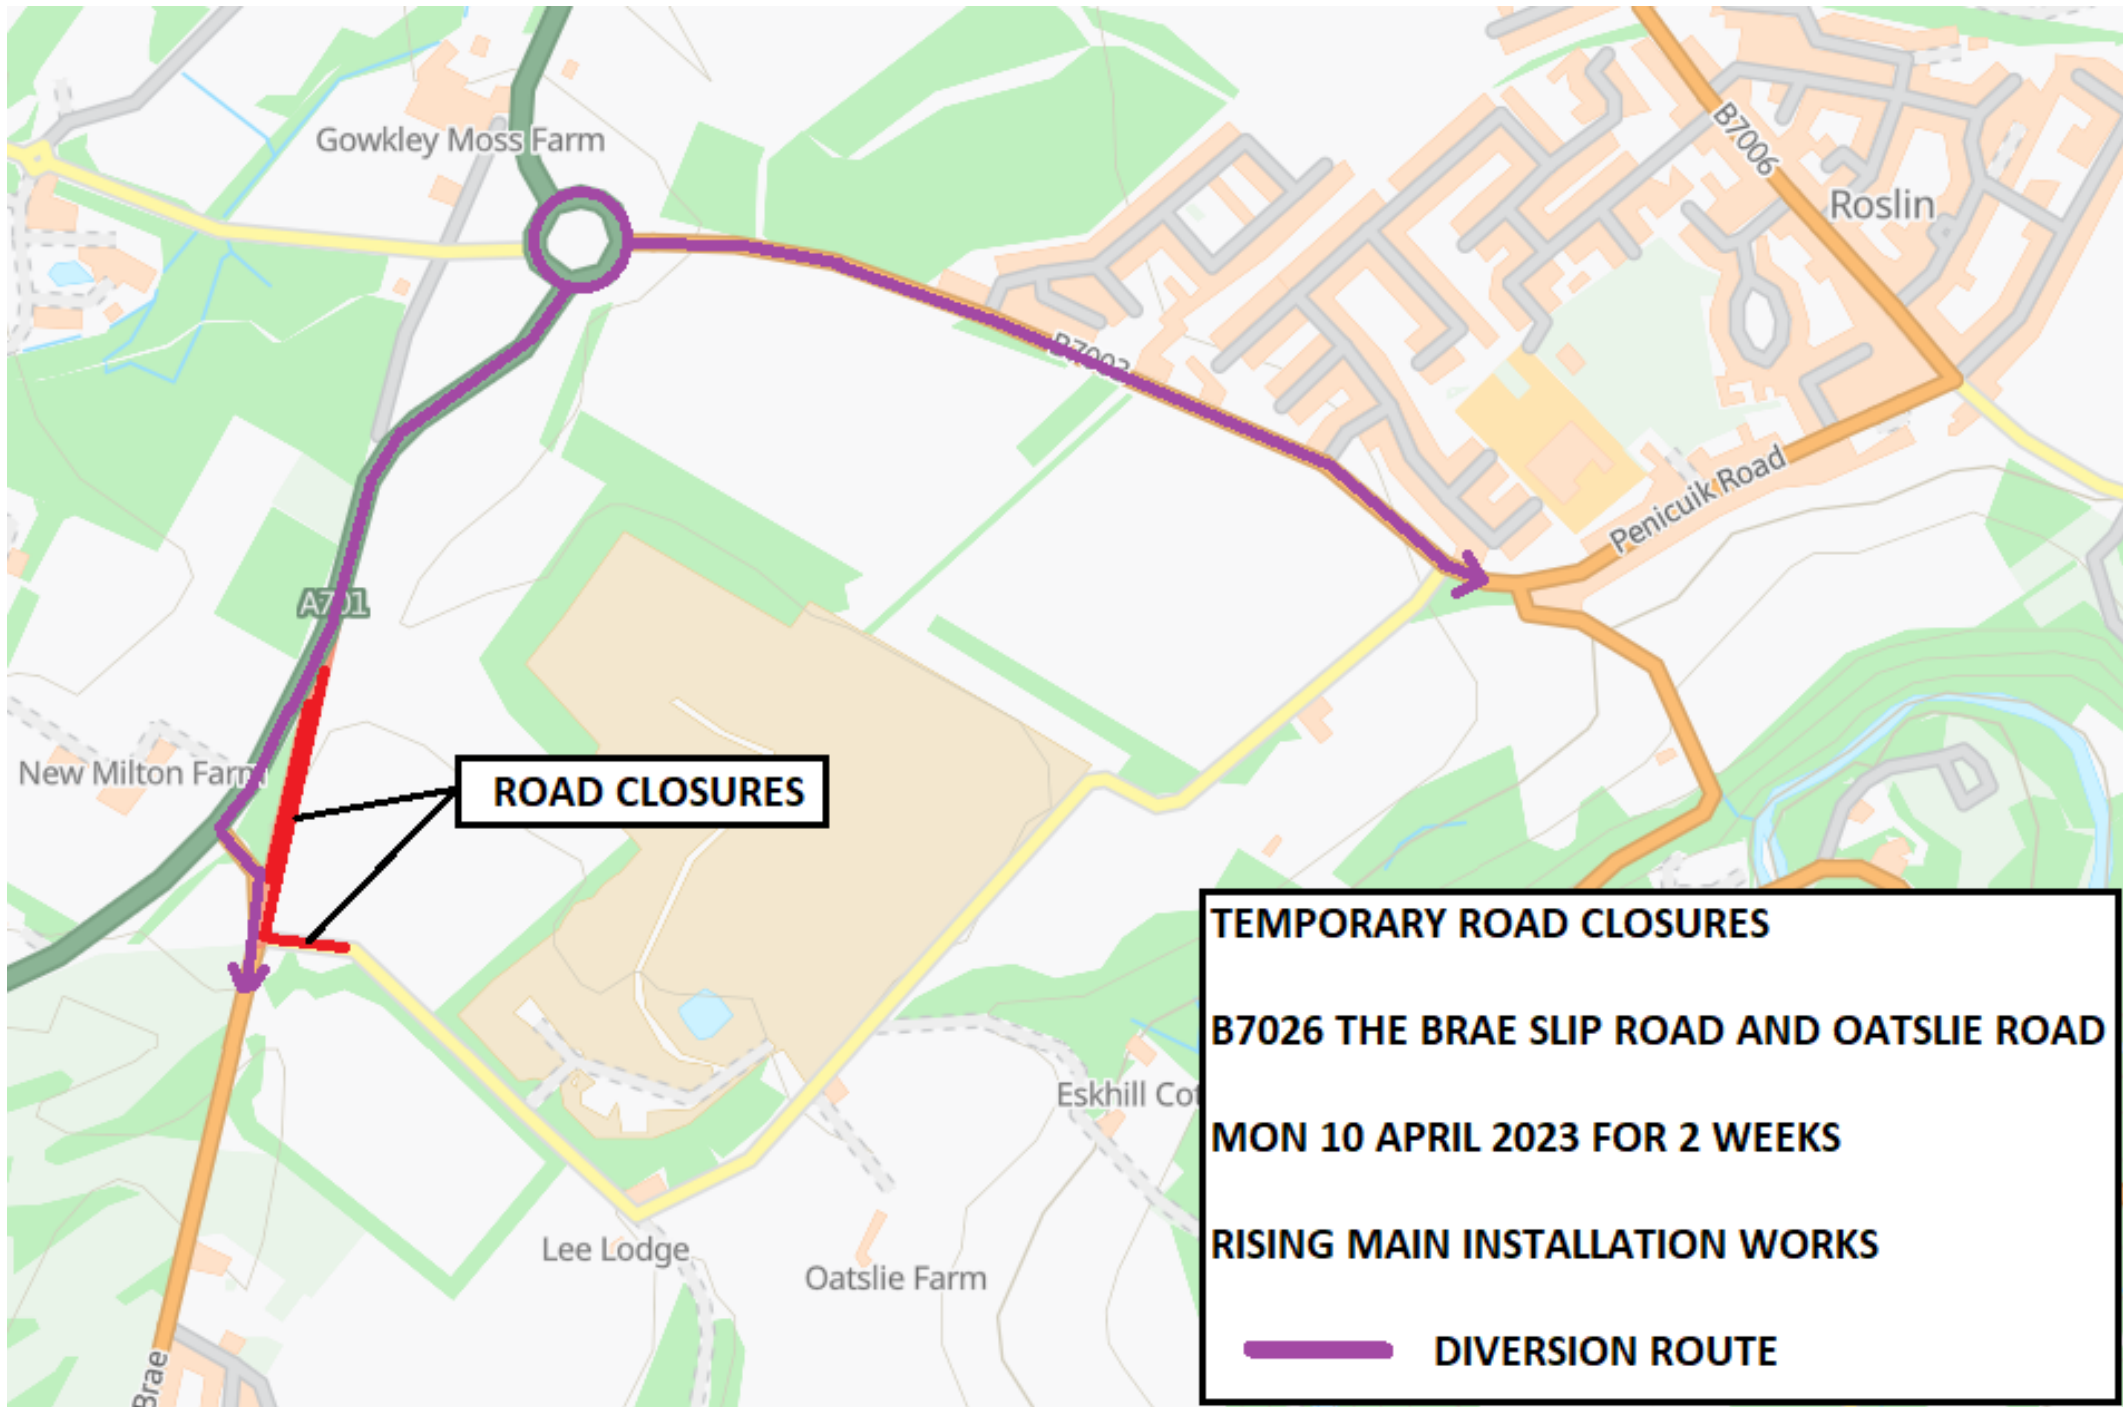 Gowkley Moss Farm
B7006
Roslin
B7003
Penicuik Road
A701
New Milton Farm
ROAD CLOSURES
TEMPORARY ROAD CLOSURES
B7026 THE BRAE SLIP ROAD AND OATSLIE ROAD
Eskhill Cot
MON 10 APRIL 2023 FOR 2 WEEKS
RISING MAIN INSTALLATION WORKS
Lee Lodge
Oatslie Farm
DIVERSION ROUTE
Brae